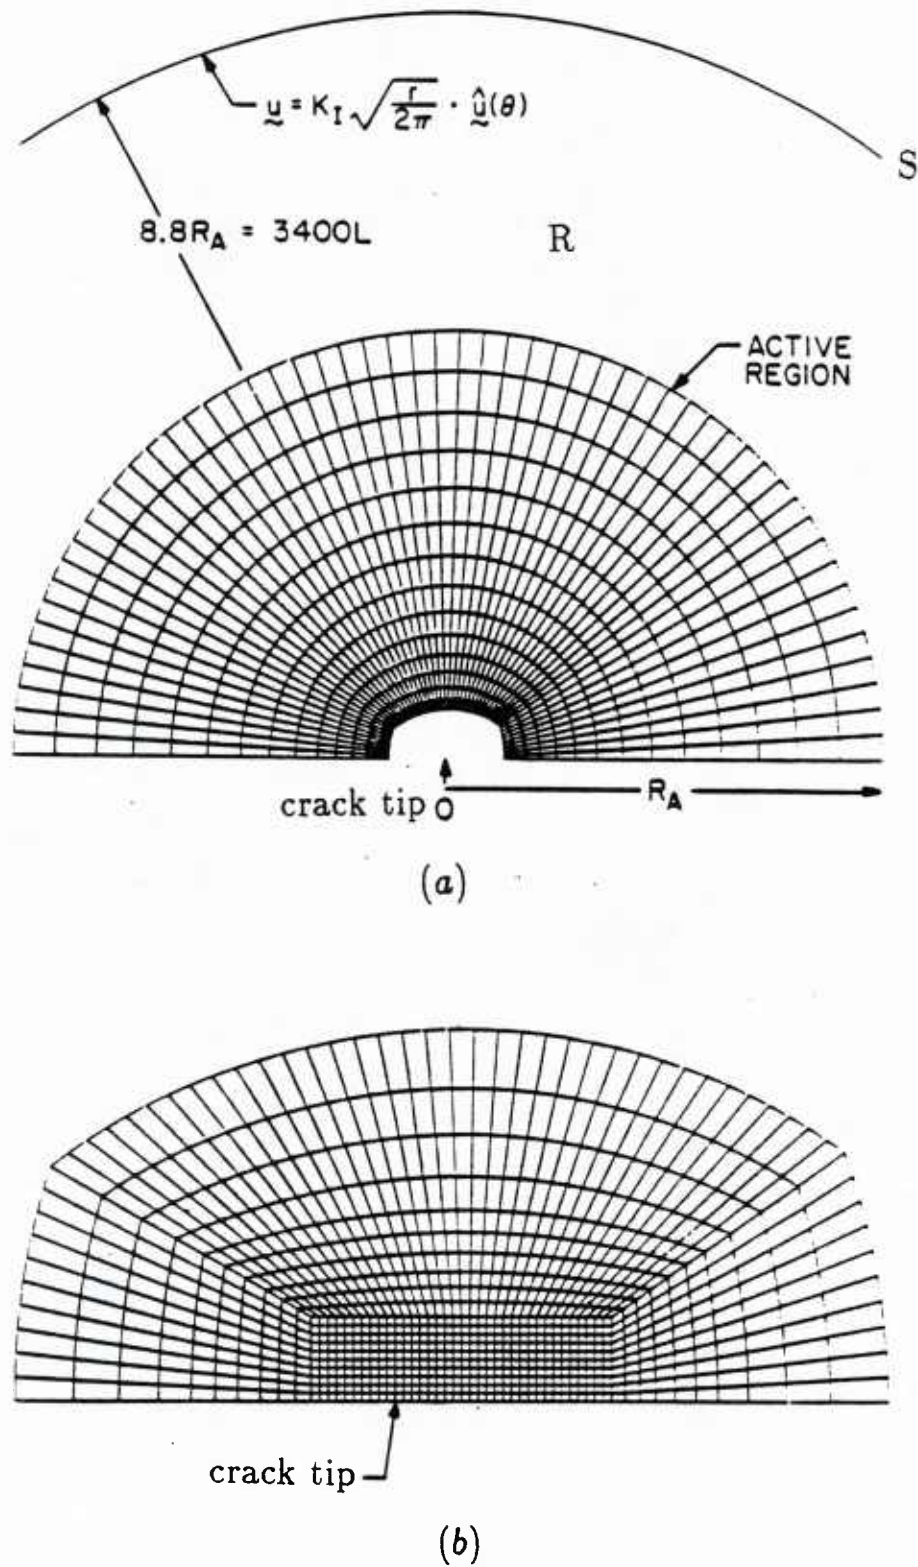 u = K_I √(r/2π) · û(θ)
S
8.8R_A = 3400L
R
ACTIVE
REGION
R_A
crack tip O
(a)
crack tip
(b)